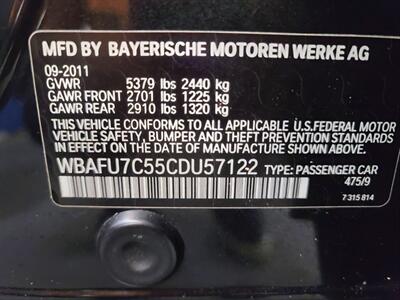 MFD BY BAYERISCHE MOTOREN WERKE AG
09-2011
GVWR 5379 lbs 2440 kg
GAWR FRONT 2701 lbs 1225 kg
GAWR REAR 2910 lbs 1320 kg
THIS VEHICLE CONFORMS TO ALL APPLICABLE U.S.FEDERAL MOTOR
VEHICLE SAFETY, BUMPER AND THEFT PREVENTION STANDARDS
IN EFFECT ON THE DATE OF MANUFACTURE SHOWN ABOVE.
WBAFU7C55CDU57122 TYPE: PASSENGER CAR
475/9
7 315 814